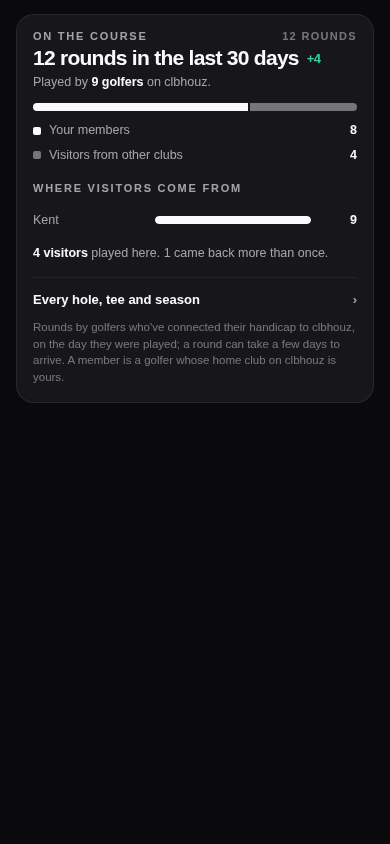 ON THE COURSE
12 ROUNDS
12 rounds in the last 30 days +4
Played by 9 golfers on clbhouz.
Your members 8
Visitors from other clubs 4
WHERE VISITORS COME FROM
Kent 9
4 visitors played here. 1 came back more than once.
Every hole, tee and season ›
Rounds by golfers who've connected their handicap to clbhouz,
on the day they were played; a round can take a few days to
arrive. A member is a golfer whose home club on clbhouz is
yours.